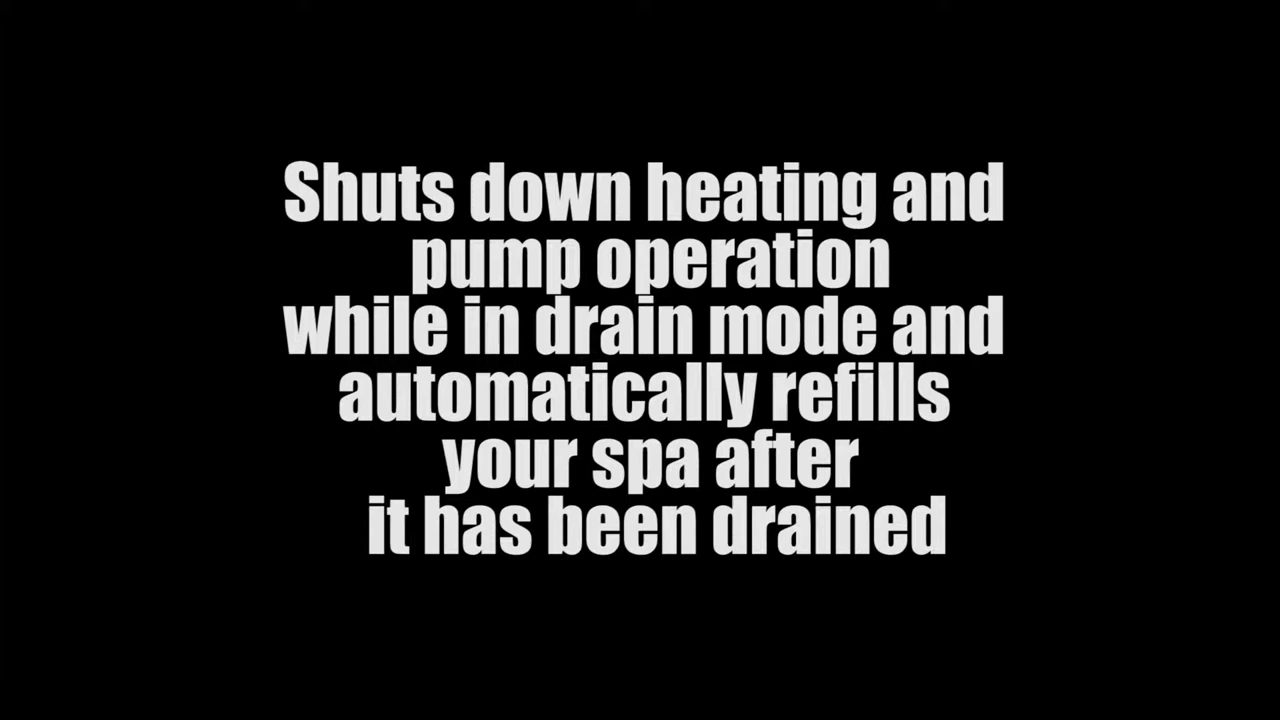 Shuts down heating and
pump operation
while in drain mode and
automatically refills
your spa after
it has been drained